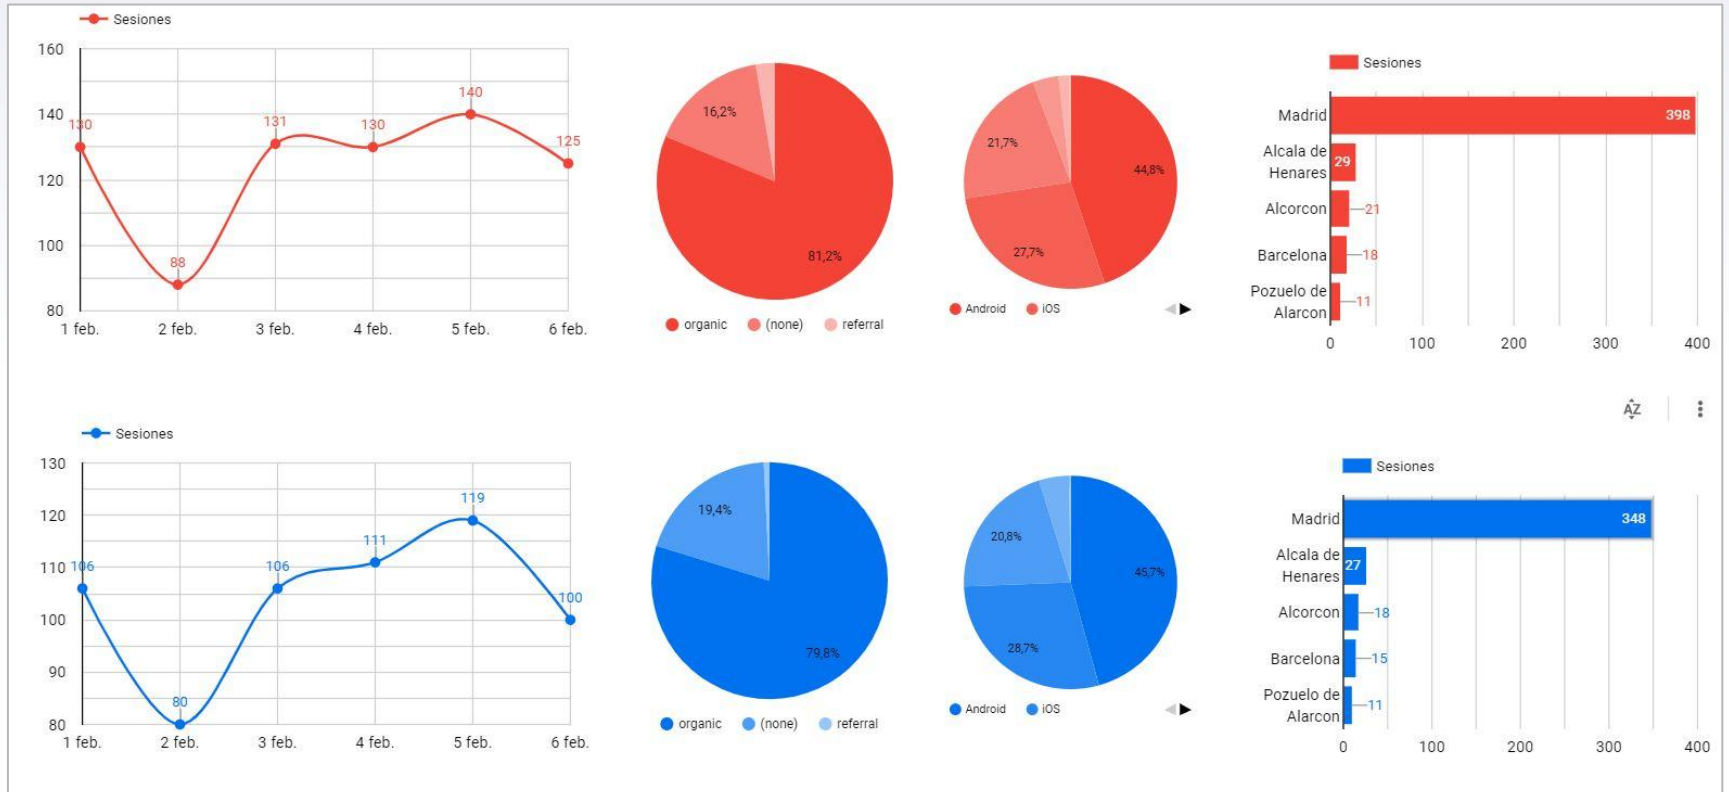 Sesiones
160
140
120
100
80
130
88
131
130
140
125
1 feb.
2 feb.
3 feb.
4 feb.
5 feb.
6 feb.
16,2%
81,2%
organic
(none)
referral
44,8%
21,7%
27,7%
Android
iOS
Sesiones
Madrid
398
Alcala de
Henares
29
Alcorcon
21
Barcelona
18
Pozuelo de
Alarcon
11
0
100
200
300
400
AZ
Sesiones
130
120
110
100
90
80
106
80
106
111
119
100
1 feb.
2 feb.
3 feb.
4 feb.
5 feb.
6 feb.
19,4%
79,8%
organic
(none)
referral
45,7%
20,8%
28,7%
Android
iOS
Sesiones
Madrid
348
Alcala de
Henares
27
Alcorcon
18
Barcelona
15
Pozuelo de
Alarcon
11
0
100
200
300
400